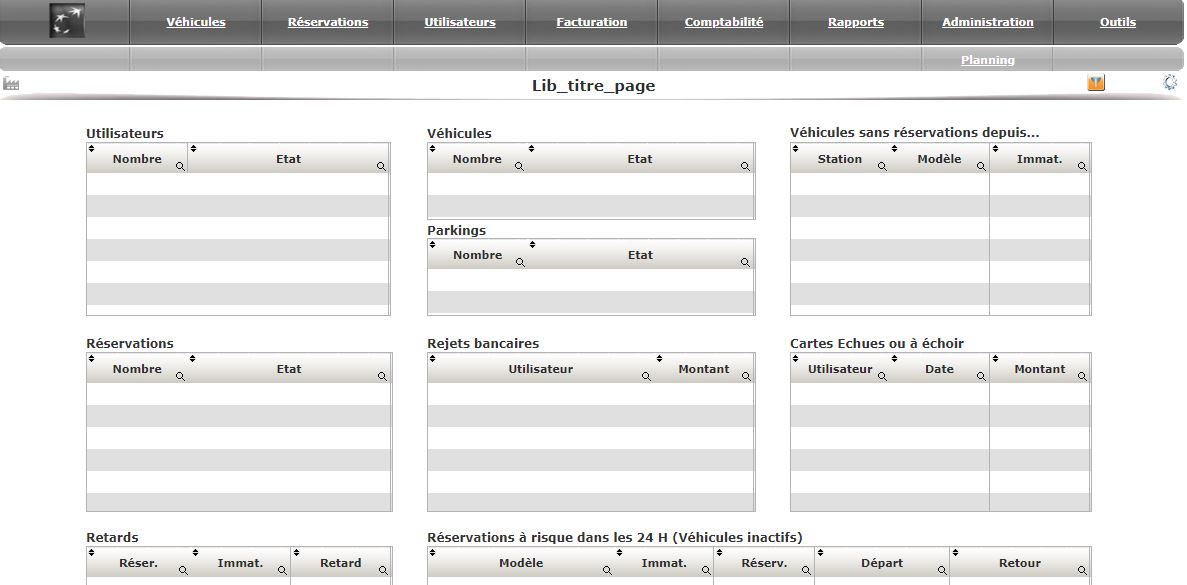 Véhicules Réservations Utilisateurs Facturation Comptabilité Rapports Administration Outils
Planning
Lib_titre_page
Utilisateurs Véhicules Véhicules sans réservations depuis...
Nombre Etat Nombre Etat Station Modèle Immat.
Parkings
Nombre Etat
Réservations Rejets bancaires Cartes Echues ou à échoir
Nombre Etat Utilisateur Montant Utilisateur Date Montant
Retards Réservations à risque dans les 24 H (Véhicules inactifs)
Réser. Immat. Retard Modèle Immat. Réserv. Départ Retour